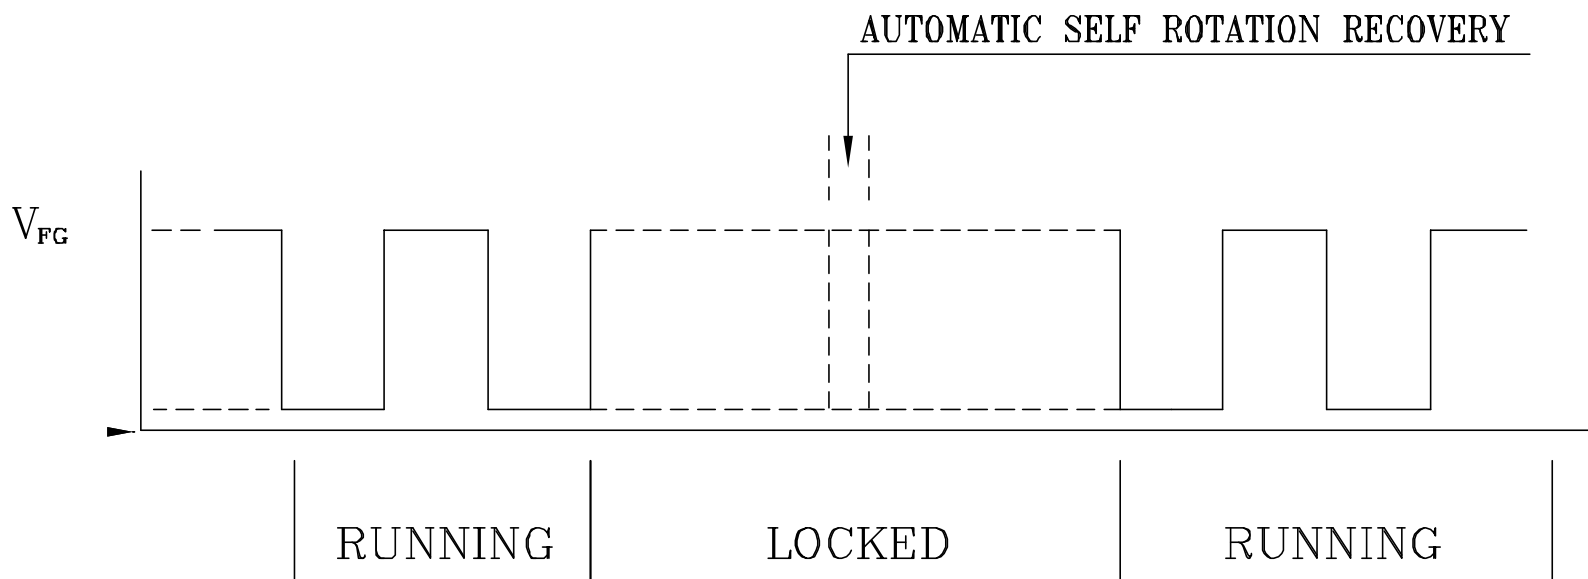 AUTOMATIC SELF ROTATION RECOVERY
VFG
RUNNING
LOCKED
RUNNING